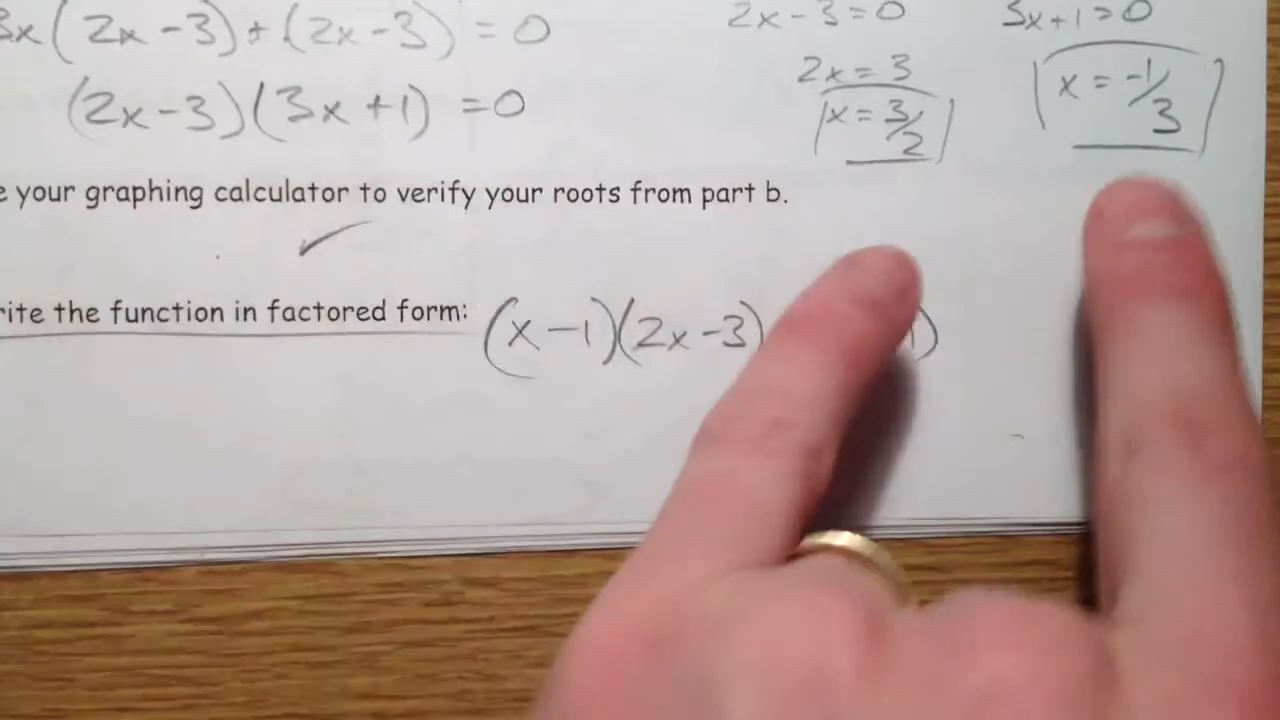 3x(2x-3)+(2x-3)=0
(2x-3)(3x+1)=0
2x-3=0
2x=3
x=3/2
3x+1=0
x=-1/3
e your graphing calculator to verify your roots from part b.
rite the function in factored form: (x-1)(2x-3) 1)